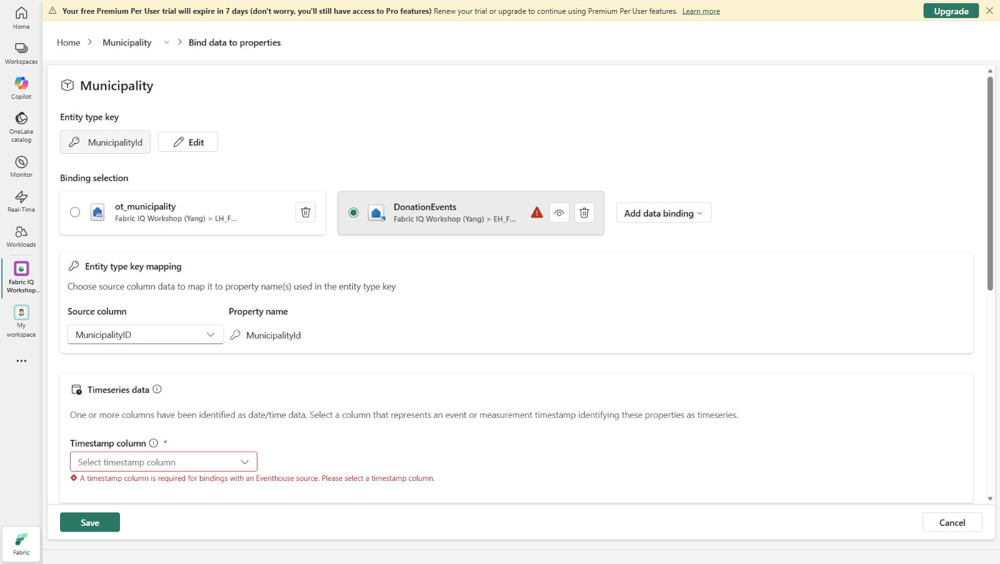 Your free Premium Per User trial will expire in 7 days (don't worry, you'll still have access to Pro features) Renew your trial or upgrade to continue using Premium Per User features. Learn more
Upgrade
Home
Workspaces
Copilot
OneLake
catalog
Monitor
Real-Time
Workloads
Fabric IQ
Workshop...
My
workspace
Fabric
Home > Municipality > Bind data to properties
Municipality
Entity type key
MunicipalityId
Edit
Binding selection
ot_municipality
Fabric IQ Workshop (Yang) > LH_F...
DonationEvents
Fabric IQ Workshop (Yang) > EH_F...
Add data binding
Entity type key mapping
Choose source column data to map it to property name(s) used in the entity type key
Source column Property name
MunicipalityID MunicipalityId
Timeseries data
One or more columns have been identified as date/time data. Select a column that represents an event or measurement timestamp identifying these properties as timeseries.
Timestamp column *
Select timestamp column
A timestamp column is required for bindings with an Eventhouse source. Please select a timestamp column.
Save
Cancel